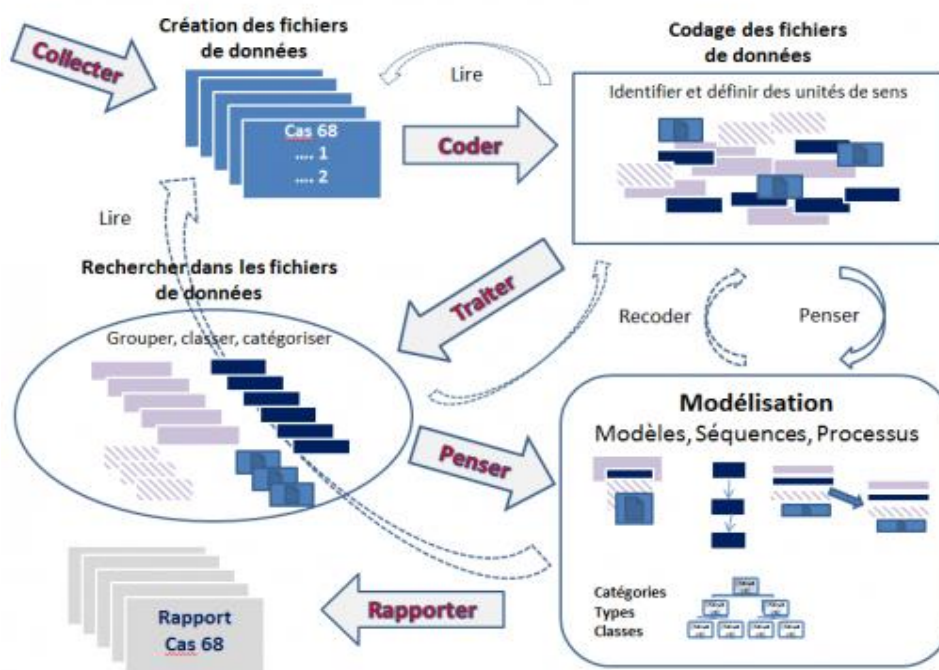 Collecter
Création des fichiers
de données
Cas 68
.... 1
.... 2
Lire
Coder
Codage des fichiers
de données
Identifier et définir des unités de sens
Lire
Rechercher dans les fichiers
de données
Grouper, classer, catégoriser
Traiter
Recoder
Penser
Penser
Modélisation
Modèles, Séquences, Processus
Catégories
Types
Classes
Rapporter
Rapport
Cas 68